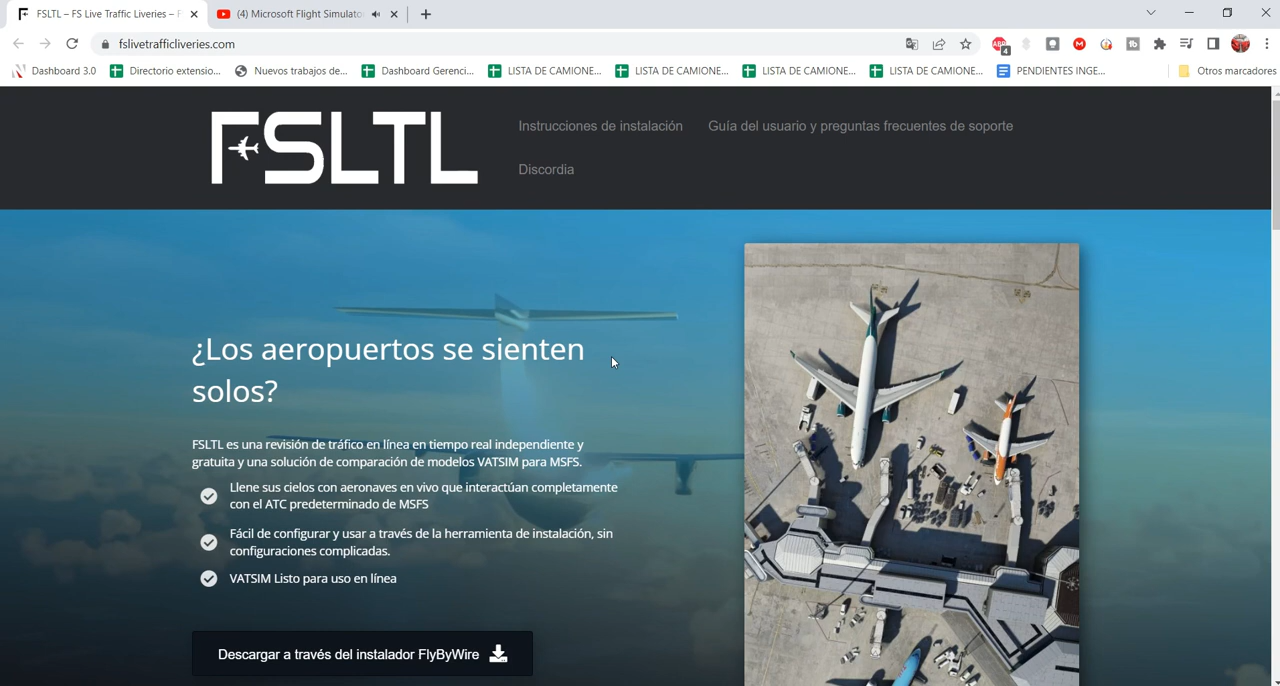 FSLTL – FS Live Traffic Liveries – F
(4) Microsoft Flight Simulato
fslivetrafficliveries.com
ABP
4
M
tb
Dashboard 3.0
Directorio extensio...
Nuevos trabajos de...
Dashboard Gerenci...
LISTA DE CAMIONE...
LISTA DE CAMIONE...
LISTA DE CAMIONE...
LISTA DE CAMIONE...
PENDIENTES INGE...
Otros marcadores
FSLTL
Instrucciones de instalación
Guía del usuario y preguntas frecuentes de soporte
Discordia
¿Los aeropuertos se sienten
solos?
FSLTL es una revisión de tráfico en línea en tiempo real independiente y
gratuita y una solución de comparación de modelos VATSIM para MSFS.
Llene sus cielos con aeronaves en vivo que interactúan completamente
con el ATC predeterminado de MSFS
Fácil de configurar y usar a través de la herramienta de instalación, sin
configuraciones complicadas.
VATSIM Listo para uso en línea
Descargar a través del instalador FlyByWire